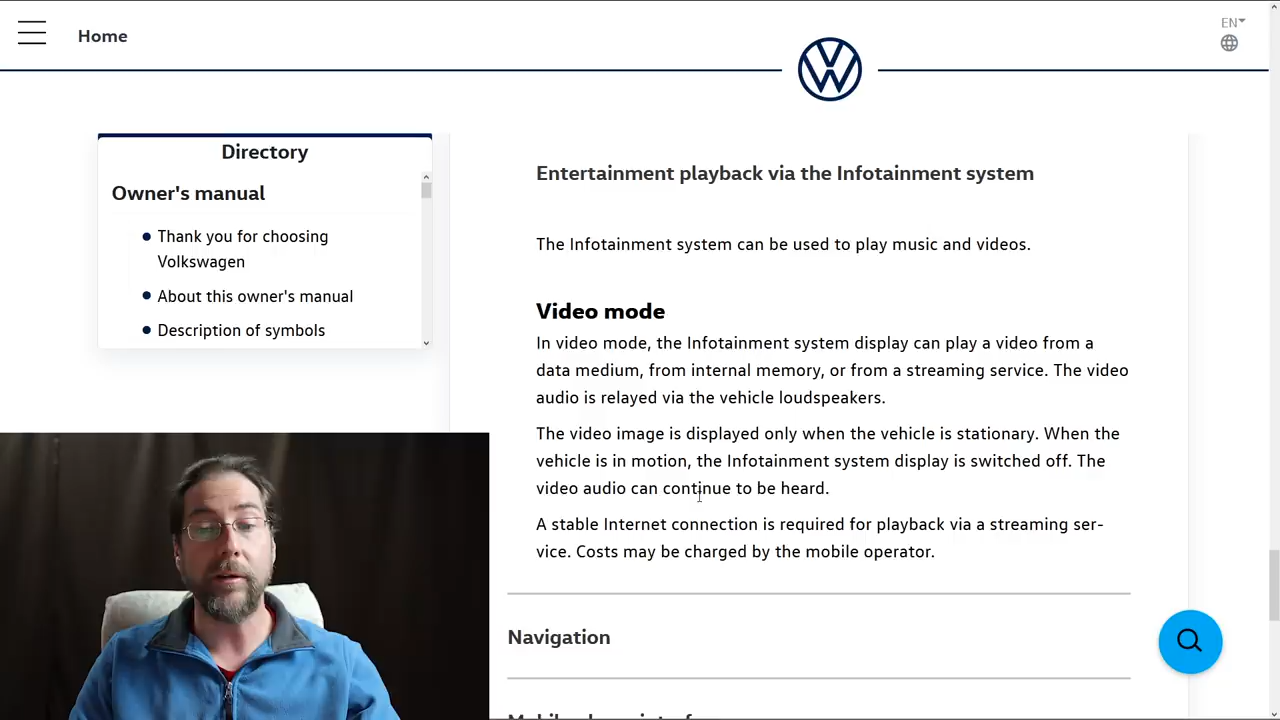 Home
EN
Directory
Owner's manual
Thank you for choosing
Volkswagen
About this owner's manual
Description of symbols
Entertainment playback via the Infotainment system
The Infotainment system can be used to play music and videos.
Video mode
In video mode, the Infotainment system display can play a video from a
data medium, from internal memory, or from a streaming service. The video
audio is relayed via the vehicle loudspeakers.
The video image is displayed only when the vehicle is stationary. When the
vehicle is in motion, the Infotainment system display is switched off. The
video audio can continue to be heard.
A stable Internet connection is required for playback via a streaming ser-
vice. Costs may be charged by the mobile operator.
Navigation